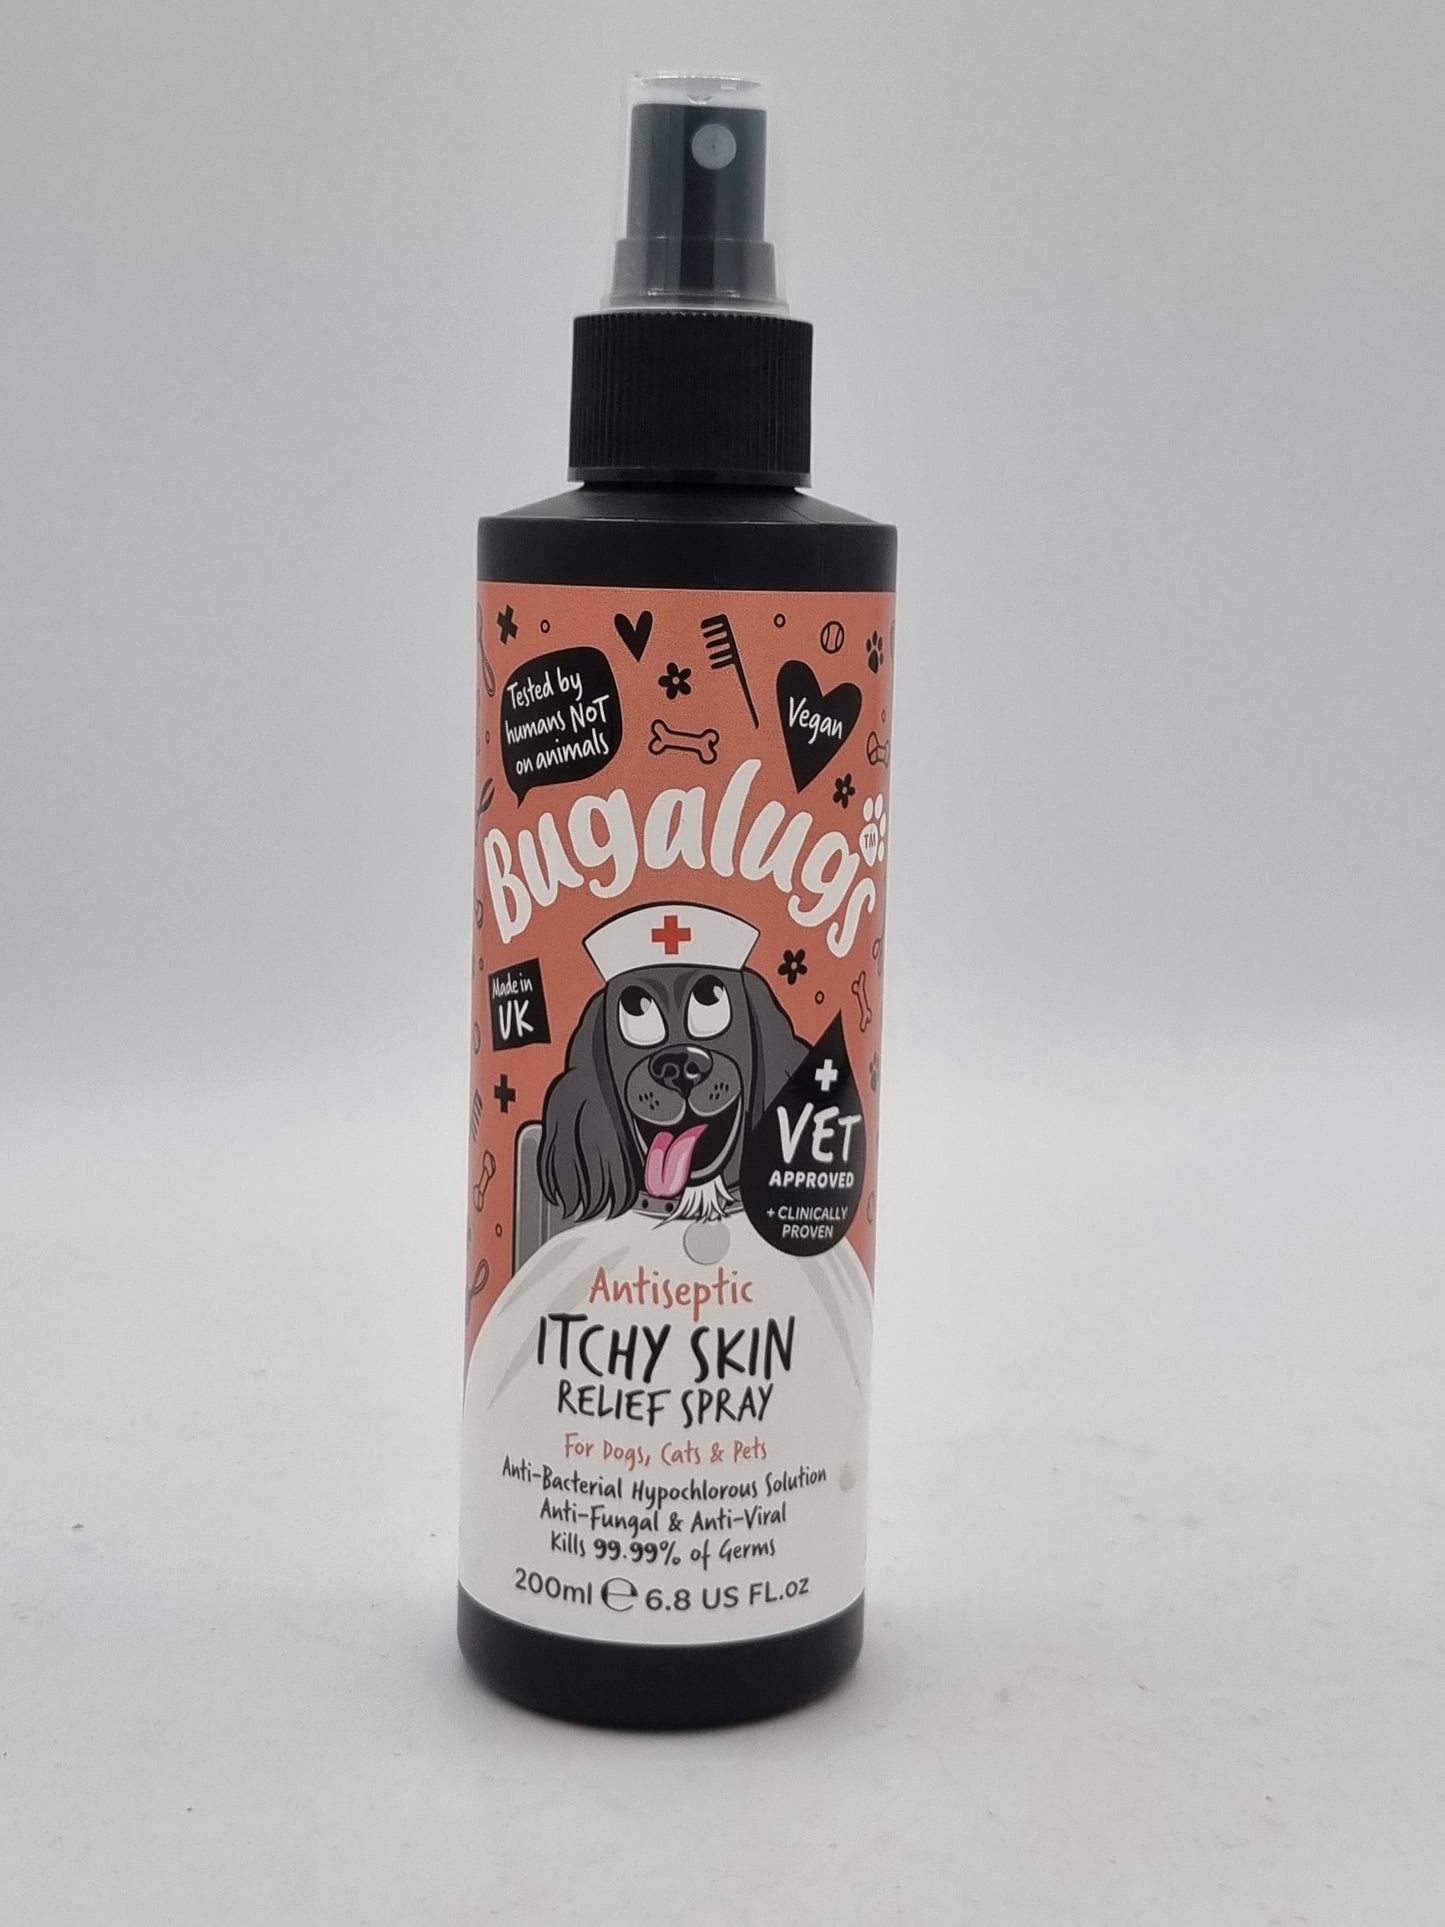 Tested by
humans NOT
on animals
Vegan
Bugalugs
TM
Made in
UK
VET
APPROVED
+ CLINICALLY
PROVEN
Antiseptic
ITCHY SKIN
RELIEF SPRAY
For Dogs, Cats & Pets
Anti-Bacterial Hypochlorous Solution
Anti-Fungal & Anti-Viral
Kills 99.99% of Germs
200ml ℮ 6.8 US FL.oz